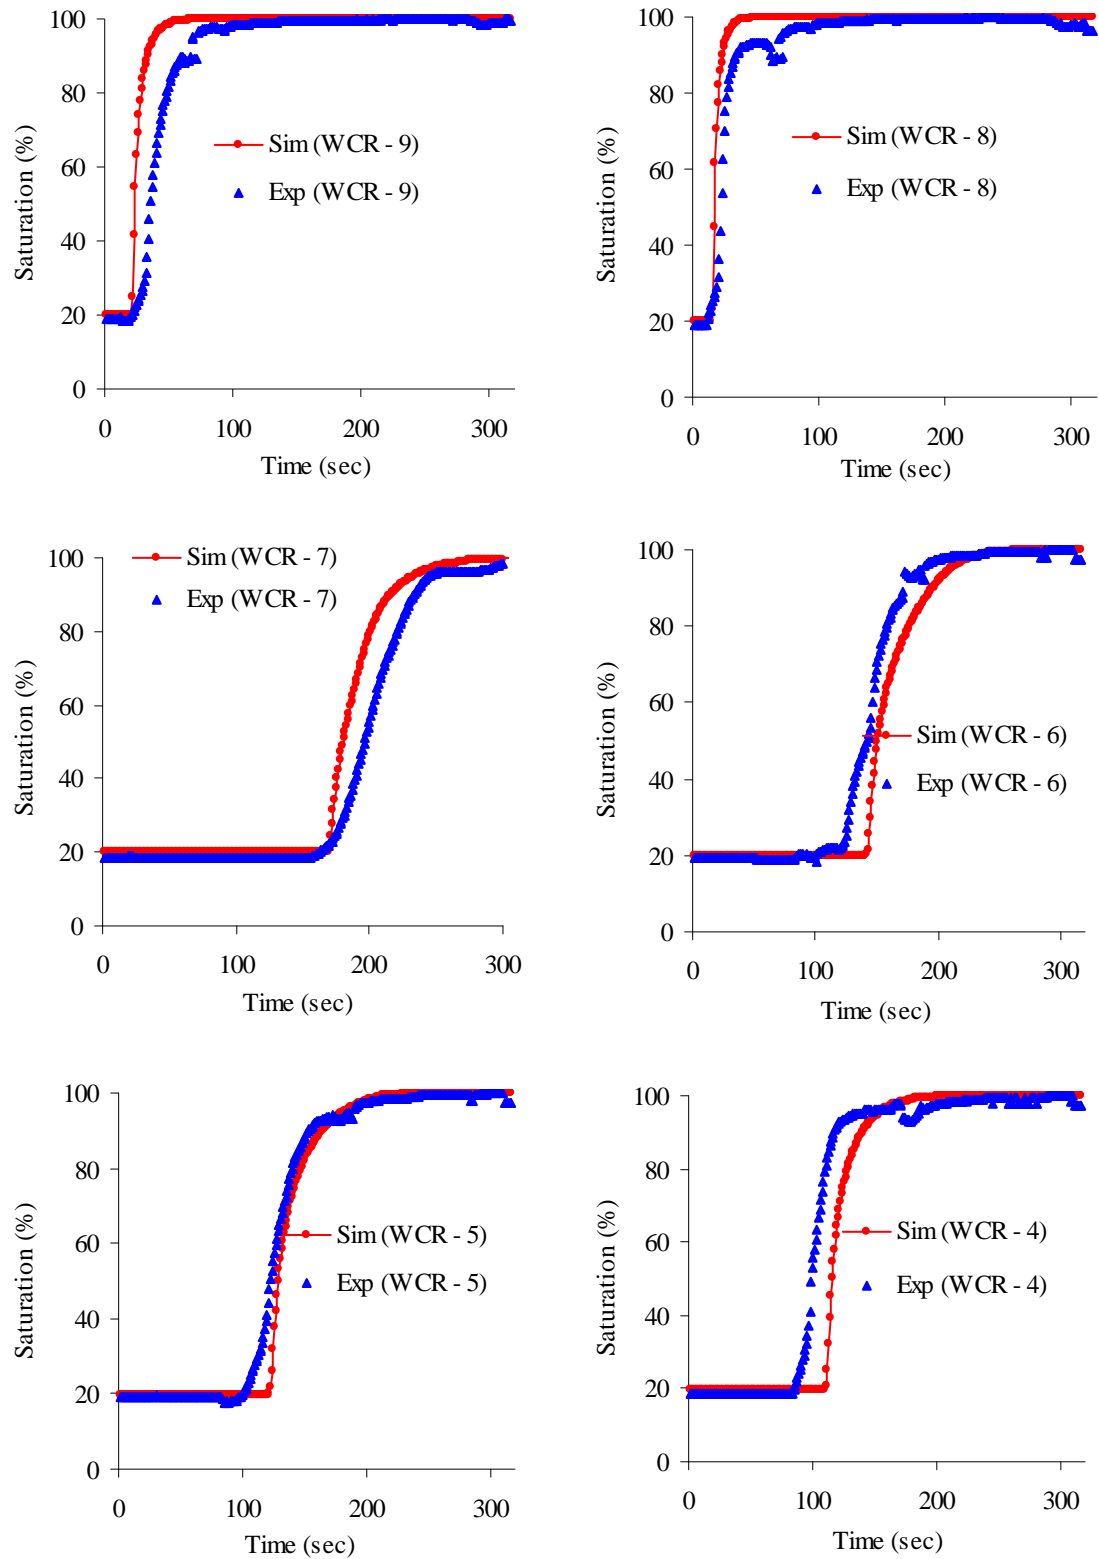 100
80
60
40
20
0
Saturation (%)
Sim (WCR - 9)
Exp (WCR - 9)
0 100 200 300
Time (sec)
100
80
60
40
20
0
Saturation (%)
Sim (WCR - 8)
Exp (WCR - 8)
0 100 200 300
Time (sec)
100
80
60
40
20
0
Saturation (%)
Sim (WCR - 7)
Exp (WCR - 7)
0 100 200 300
Time (sec)
100
80
60
40
20
0
Saturation (%)
Sim (WCR - 6)
Exp (WCR - 6)
0 100 200 300
Time (sec)
100
80
60
40
20
0
Saturation (%)
Sim (WCR - 5)
Exp (WCR - 5)
0 100 200 300
Time (sec)
100
80
60
40
20
0
Saturation (%)
Sim (WCR - 4)
Exp (WCR - 4)
0 100 200 300
Time (sec)